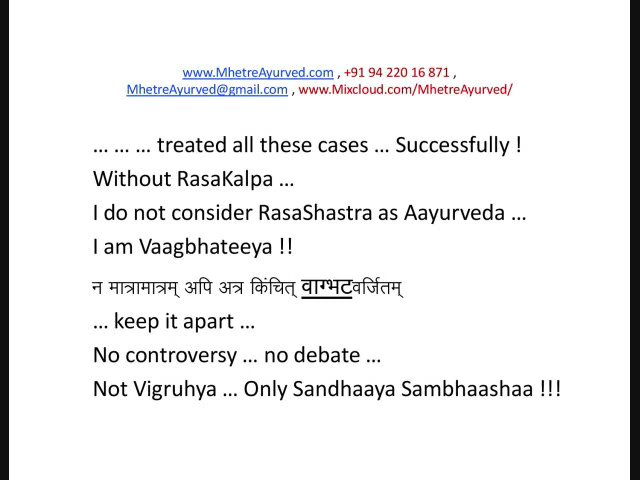 www.MhetreAyurved.com , +91 94 220 16 871 ,
MhetreAyurved@gmail.com , www.Mixcloud.com/MhetreAyurved/
... ... ... treated all these cases ... Successfully !
Without RasaKalpa ...
I do not consider RasaShastra as Aayurveda ...
I am Vaagbhateeya !!
न मात्रामात्रम् अपि अत्र किंचित् वाग्भटवर्जितम्
... keep it apart ...
No controversy ... no debate ...
Not Vigruhya ... Only Sandhaaya Sambhaashaa !!!